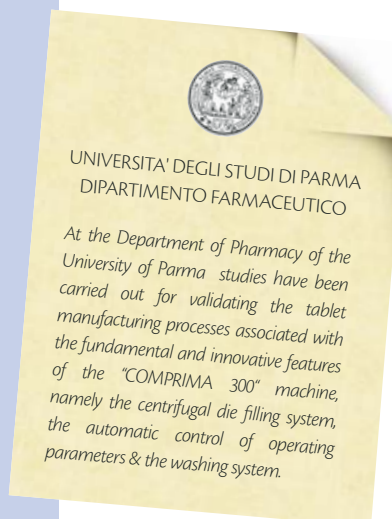 UNIVERSITA' DEGLI STUDI DI PARMA
DIPARTIMENTO FARMACEUTICO
At the Department of Pharmacy of the
University of Parma studies have been
carried out for validating the tablet
manufacturing processes associated with
the fundamental and innovative features
of the "COMPRIMA 300" machine,
namely the centrifugal die filling system,
the automatic control of operating
parameters & the washing system.